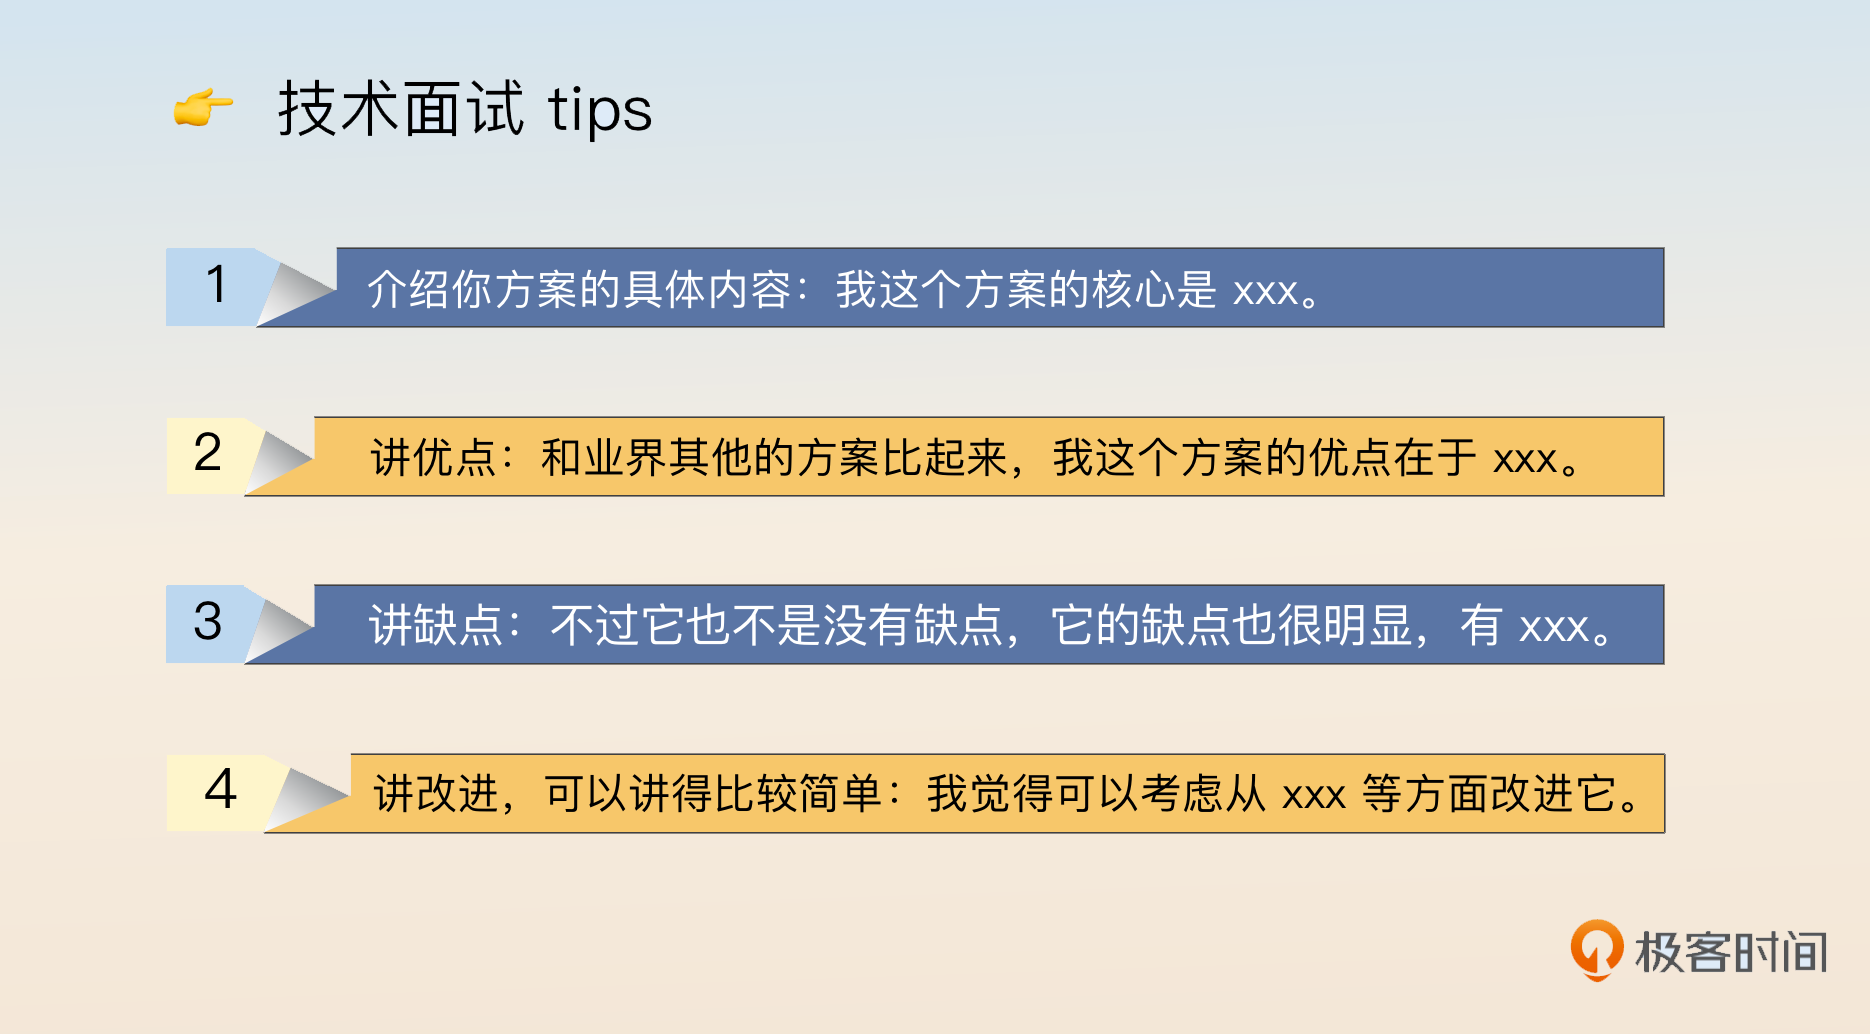 👉 技术面试 tips
1 介绍你方案的具体内容：我这个方案的核心是 xxx。
2 讲优点：和业界其他的方案比起来，我这个方案的优点在于 xxx。
3 讲缺点：不过它也不是没有缺点，它的缺点也很明显，有 xxx。
4 讲改进，可以讲得比较简单：我觉得可以考虑从 xxx 等方面改进它。
极客时间